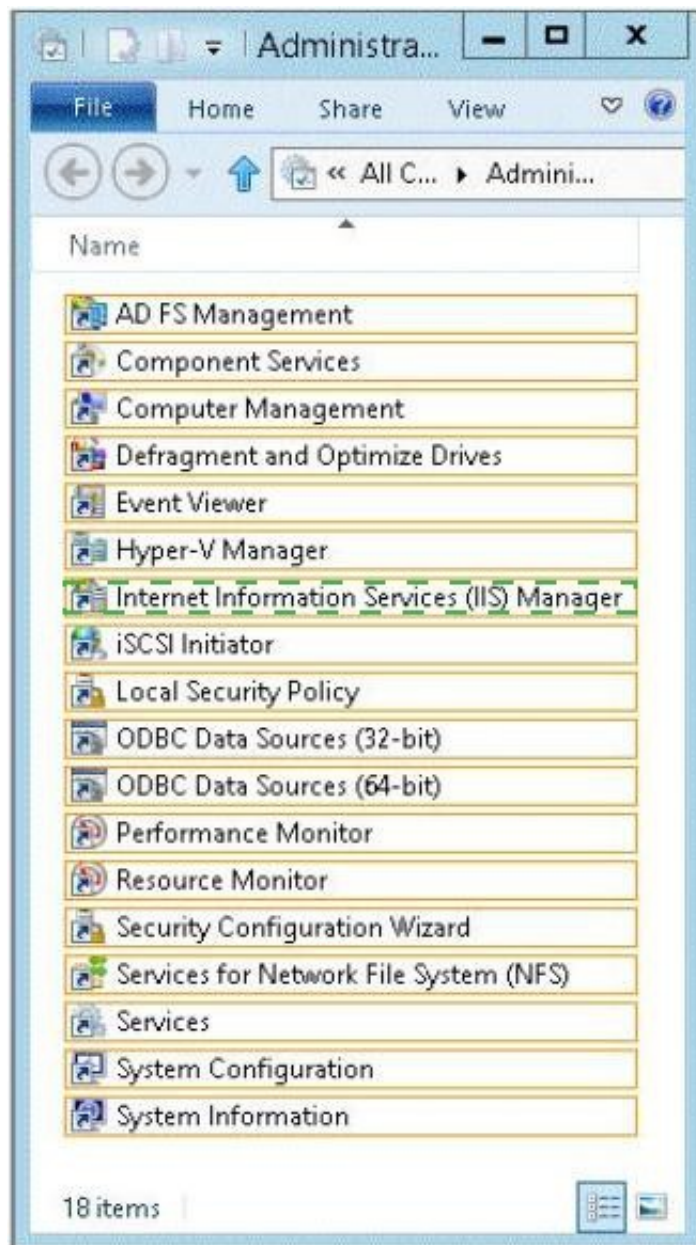 Administra...
File Home Share View
« All C... Admini...
Name
AD FS Management
Component Services
Computer Management
Defragment and Optimize Drives
Event Viewer
Hyper-V Manager
Internet Information Services (IIS) Manager
iSCSI Initiator
Local Security Policy
ODBC Data Sources (32-bit)
ODBC Data Sources (64-bit)
Performance Monitor
Resource Monitor
Security Configuration Wizard
Services for Network File System (NFS)
Services
System Configuration
System Information
18 items